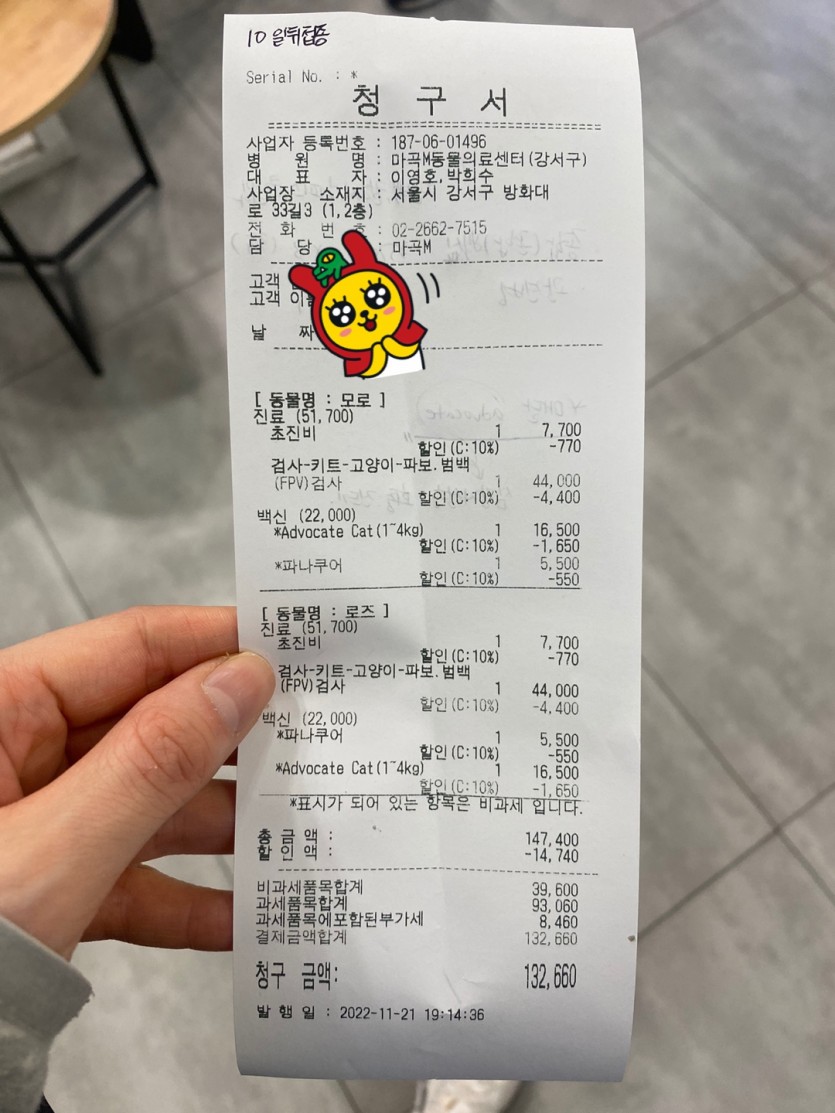 10일뒤접종
Serial No. : *
청 구 서
사업자 등록번호 : 187-06-01496
병 원 명 : 마곡M동물의료센터(강서구)
대 표 자 : 이영호,박희수
사업장 소재지 : 서울시 강서구 방화대
로 33길3 (1,2층)
전 화 번 호 : 02-2662-7515
담 당 : 마곡M
고객
고객 이름
날 짜
[ 동물명 : 모로 ]
진료 (51,700)
초진비 1 7,700
할인(C:10%) -770
검사-키트-고양이-파보.범백
(FPV)검사 1 44,000
할인(C:10%) -4,400
백신 (22,000)
*Advocate Cat(1~4kg) 1 16,500
할인(C:10%) -1,650
*파나쿠어 1 5,500
할인(C:10%) -550
[ 동물명 : 로즈 ]
진료 (51,700)
초진비 1 7,700
할인(C:10%) -770
검사-키트-고양이-파보.범백
(FPV)검사 1 44,000
할인(C:10%) -4,400
백신 (22,000)
*파나쿠어 1 5,500
할인(C:10%) -550
*Advocate Cat(1~4kg) 1 16,500
할인(C:10%) -1,650
*표시가 되어 있는 항목은 비과세 입니다.
총 금 액 : 147,400
할 인 액 : -14,740
비과세품목합계 39,600
과세품목합계 93,060
과세품목에포함된부가세 8,460
결제금액합계 132,660
청구 금액: 132,660
발 행 일 : 2022-11-21 19:14:36